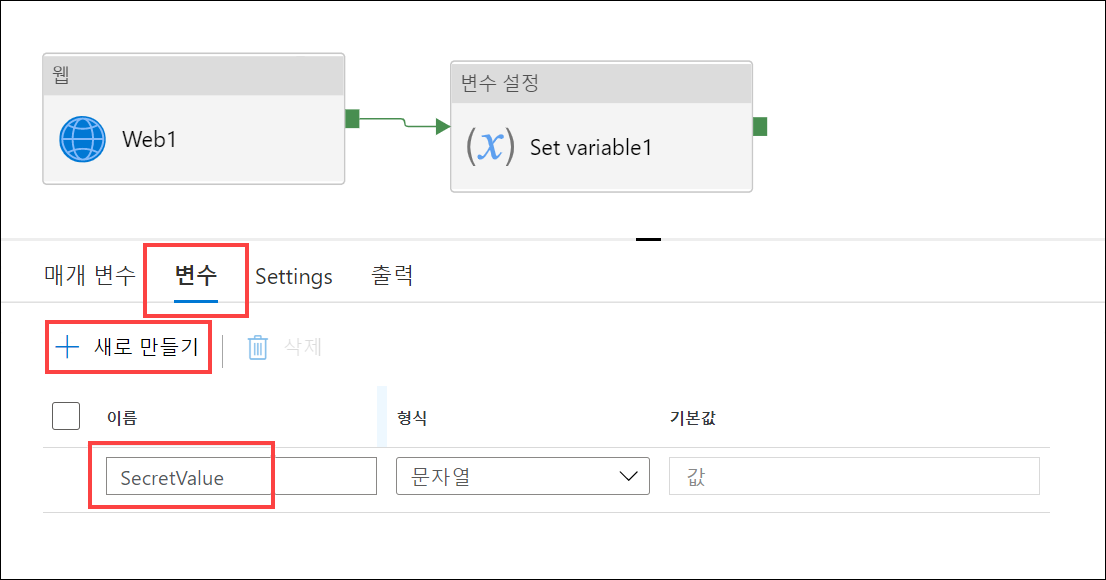 웹
Web1
변수 설정
(x) Set variable1
매개 변수 변수 Settings 출력
새로 만들기 삭제
이름 형식 기본값
SecretValue 문자열 값